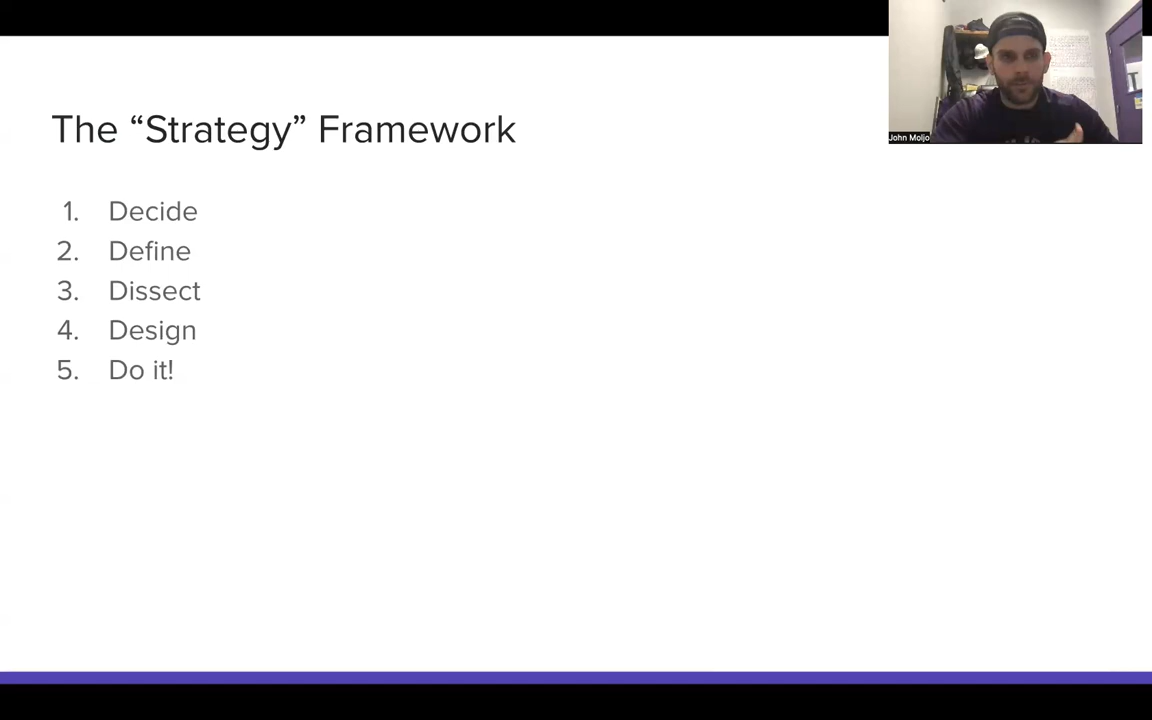 The “Strategy” Framework
1. Decide
2. Define
3. Dissect
4. Design
5. Do it!
John Moljo